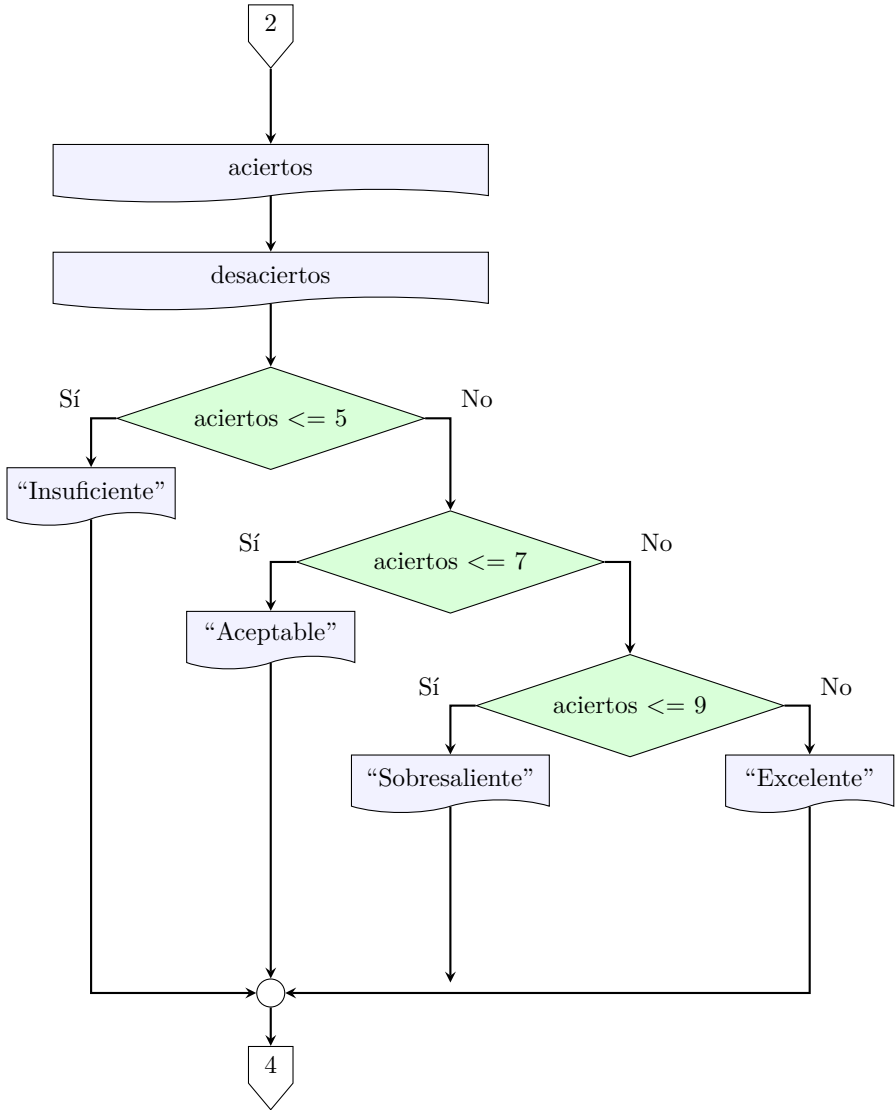 2
aciertos
desaciertos
Sí
aciertos <= 5
No
“Insuficiente”
Sí
aciertos <= 7
No
“Aceptable”
Sí
aciertos <= 9
No
“Sobresaliente”
“Excelente”
4